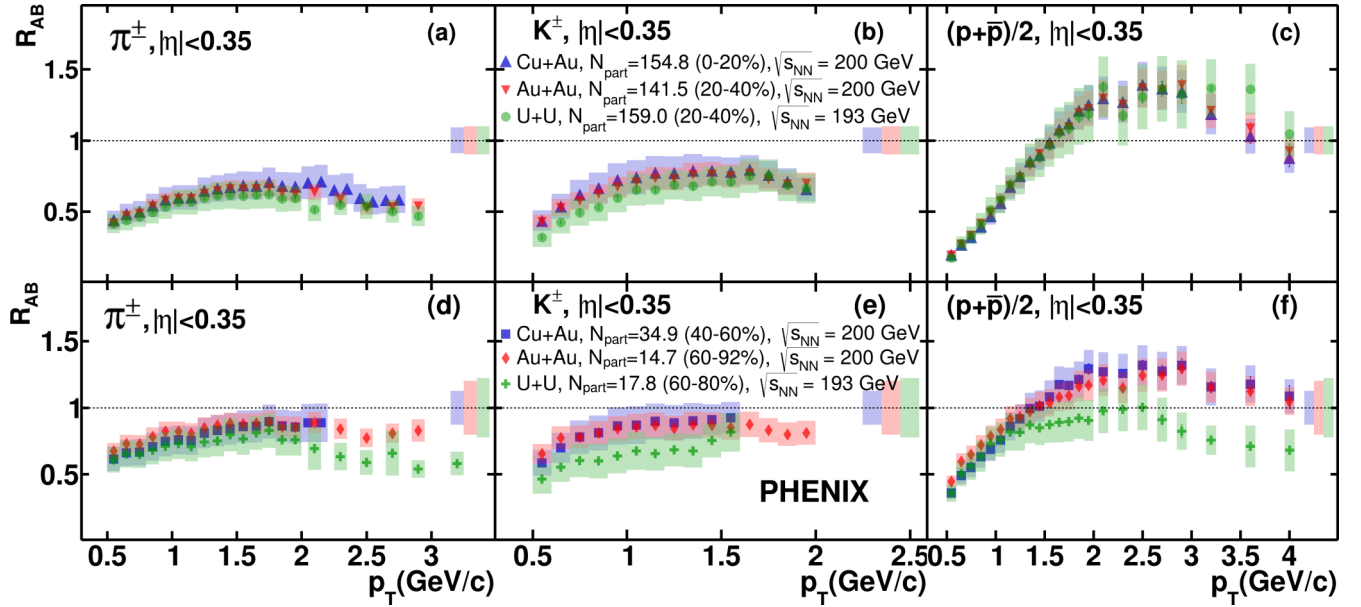 R_AB
1.5
1
0.5
π±, |η|<0.35
(a)
K±, |η|<0.35
(b)
Cu+Au, N_part=154.8 (0-20%), √s_NN = 200 GeV
Au+Au, N_part=141.5 (20-40%), √s_NN = 200 GeV
U+U, N_part=159.0 (20-40%), √s_NN = 193 GeV
(p+p̅)/2, |η|<0.35
(c)
R_AB
1.5
1
0.5
π±, |η|<0.35
(d)
K±, |η|<0.35
(e)
Cu+Au, N_part=34.9 (40-60%), √s_NN = 200 GeV
Au+Au, N_part=14.7 (60-92%), √s_NN = 200 GeV
U+U, N_part=17.8 (60-80%), √s_NN = 193 GeV
PHENIX
(p+p̅)/2, |η|<0.35
(f)
0.5 1 1.5 2 2.5 3
p_T(GeV/c)
0.5 1 1.5 2 2.5
p_T(GeV/c)
0.5 1 1.5 2 2.5 3 3.5 4
p_T(GeV/c)